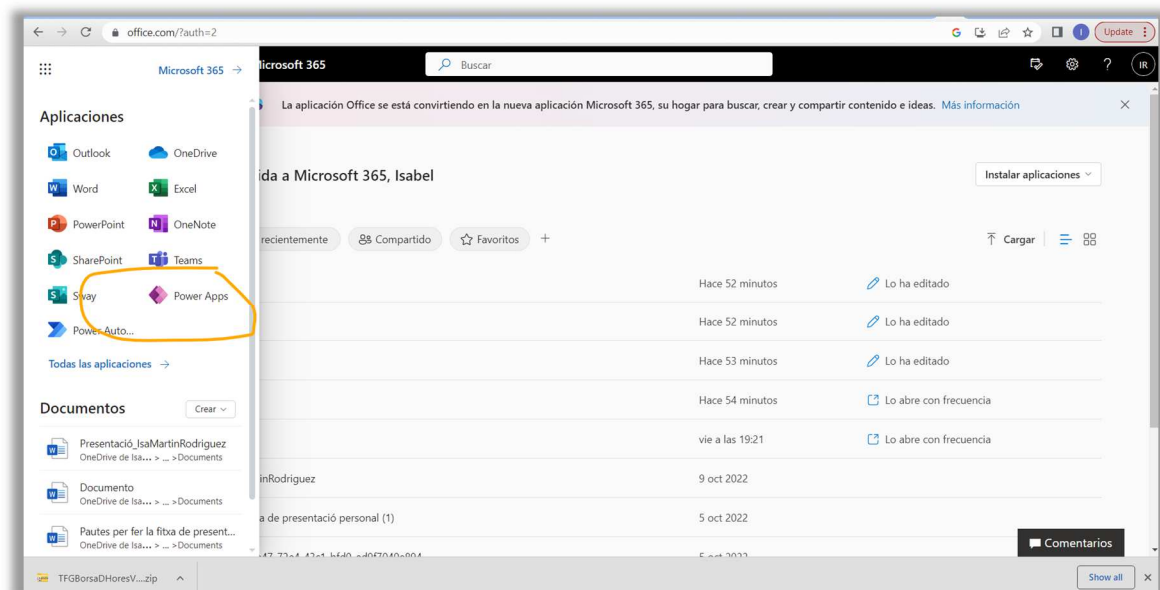 office.com/?auth=2
Update
Microsoft 365 →
Microsoft 365
Buscar
IR
La aplicación Office se está convirtiendo en la nueva aplicación Microsoft 365, su hogar para buscar, crear y compartir contenido e ideas. Más información
Aplicaciones
Outlook
OneDrive
Word
Excel
PowerPoint
OneNote
SharePoint
Teams
Sway
Power Apps
Power Auto...
Todas las aplicaciones →
Documentos
Crear
Presentació_IsaMartinRodriguez
OneDrive de Isa... > ... >Documents
Documento
OneDrive de Isa... > ... >Documents
Pautes per fer la fitxa de present...
OneDrive de Isa... > ... >Documents
ida a Microsoft 365, Isabel
Instalar aplicaciones
recientemente
Compartido
Favoritos
Cargar
Hace 52 minutos
Lo ha editado
Hace 52 minutos
Lo ha editado
Hace 53 minutos
Lo ha editado
Hace 54 minutos
Lo abre con frecuencia
vie a las 19:21
Lo abre con frecuencia
inRodriguez
9 oct 2022
a de presentació personal (1)
5 oct 2022
5 oct 2022
Comentarios
TFGBorsaDHoresV....zip
Show all